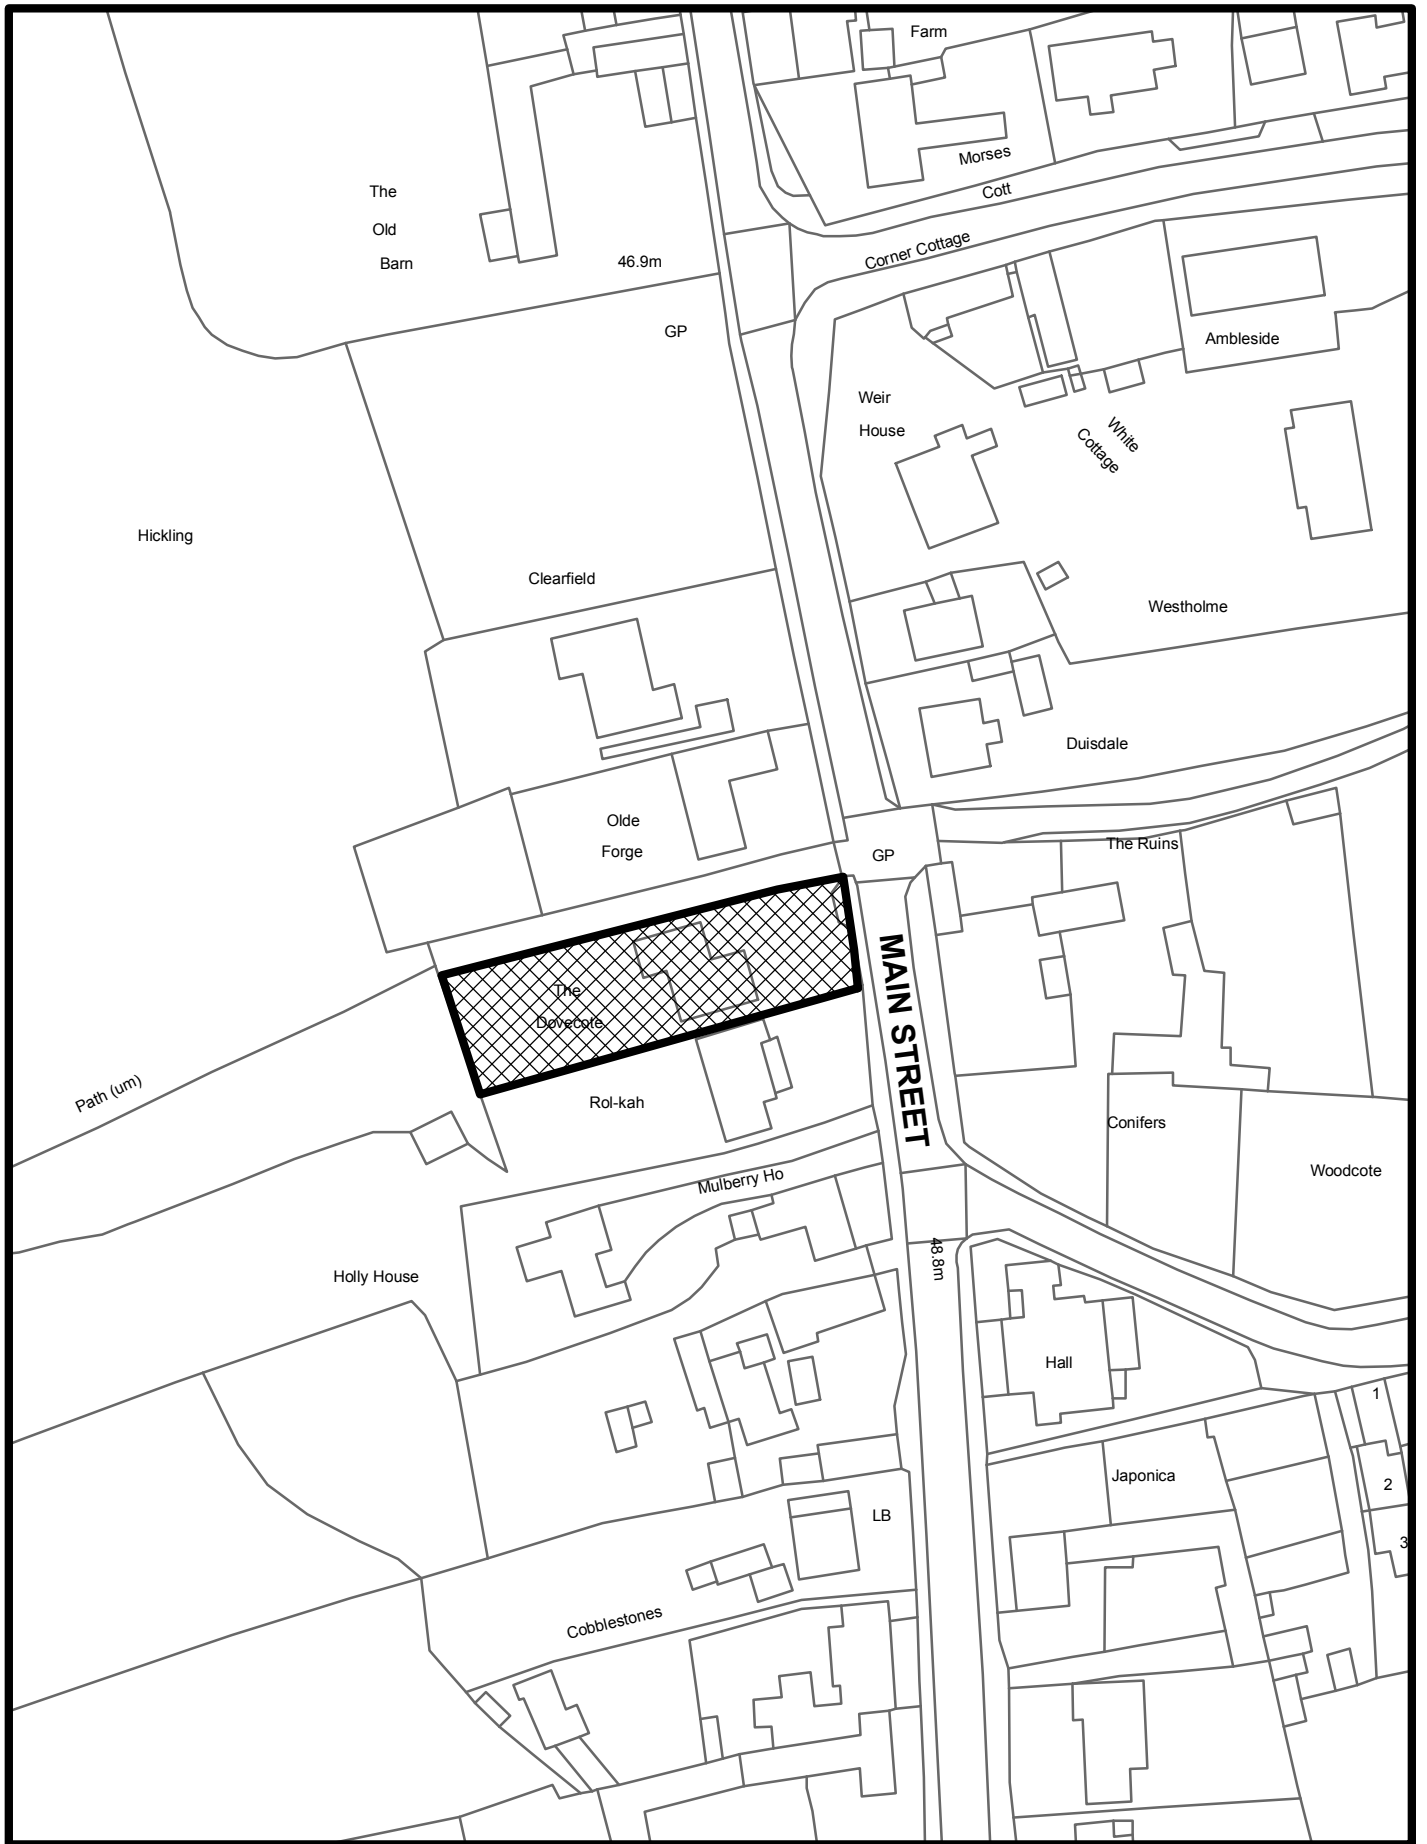 Farm
Morses
Cott
The
Old
Barn
Corner Cottage
46.9m
GP
Ambleside
Weir
House
White
Cottage
Hickling
Clearfield
Westholme
Duisdale
Olde
Forge
GP
The Ruins
MAIN STREET
The
Dovecote
Path (um)
Rol-kah
Conifers
Woodcote
Mulberry Ho
48.8m
Holly House
Hall
1
Japonica
2
LB
3
Cobblestones